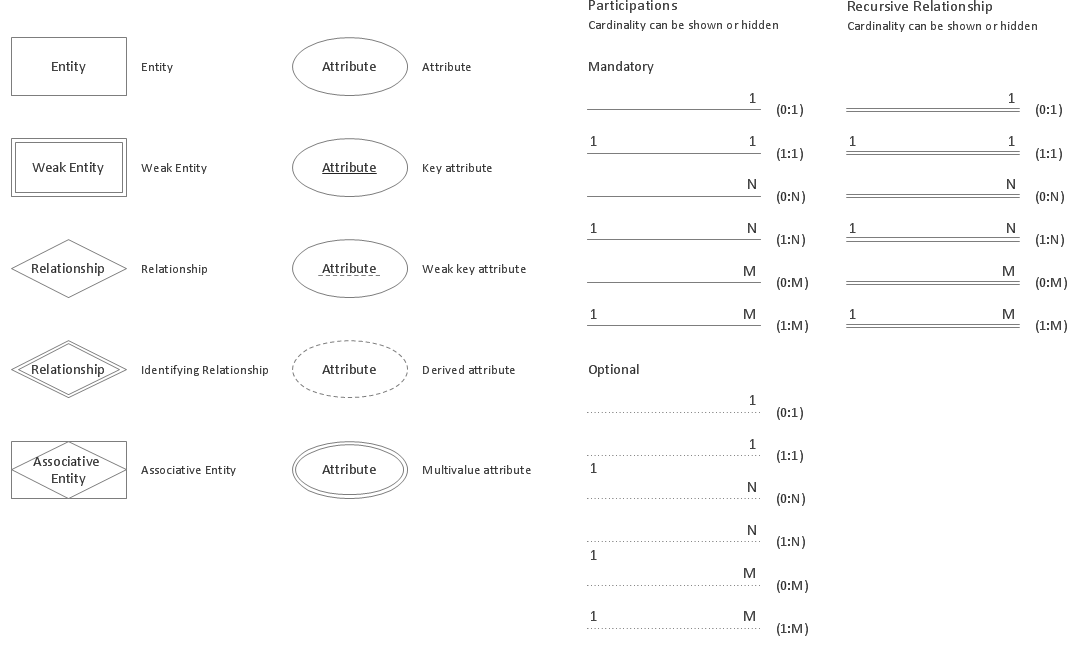 Entity
Entity
Weak Entity
Weak Entity
Relationship
Relationship
Relationship
Identifying Relationship
Associative
Entity
Associative Entity
Attribute
Attribute
Attribute
Key attribute
Attribute
Weak key attribute
Attribute
Derived attribute
Attribute
Multivalue attribute
Participations
Cardinality can be shown or hidden
Mandatory
1 (0:1)
1 1 (1:1)
N (0:N)
1 N (1:N)
M (0:M)
1 M (1:M)
Optional
1 (0:1)
1 (1:1)
1
N (0:N)
N (1:N)
1
M (0:M)
1 M (1:M)
Recursive Relationship
Cardinality can be shown or hidden
1 (0:1)
1 1 (1:1)
N (0:N)
1 N (1:N)
M (0:M)
1 M (1:M)